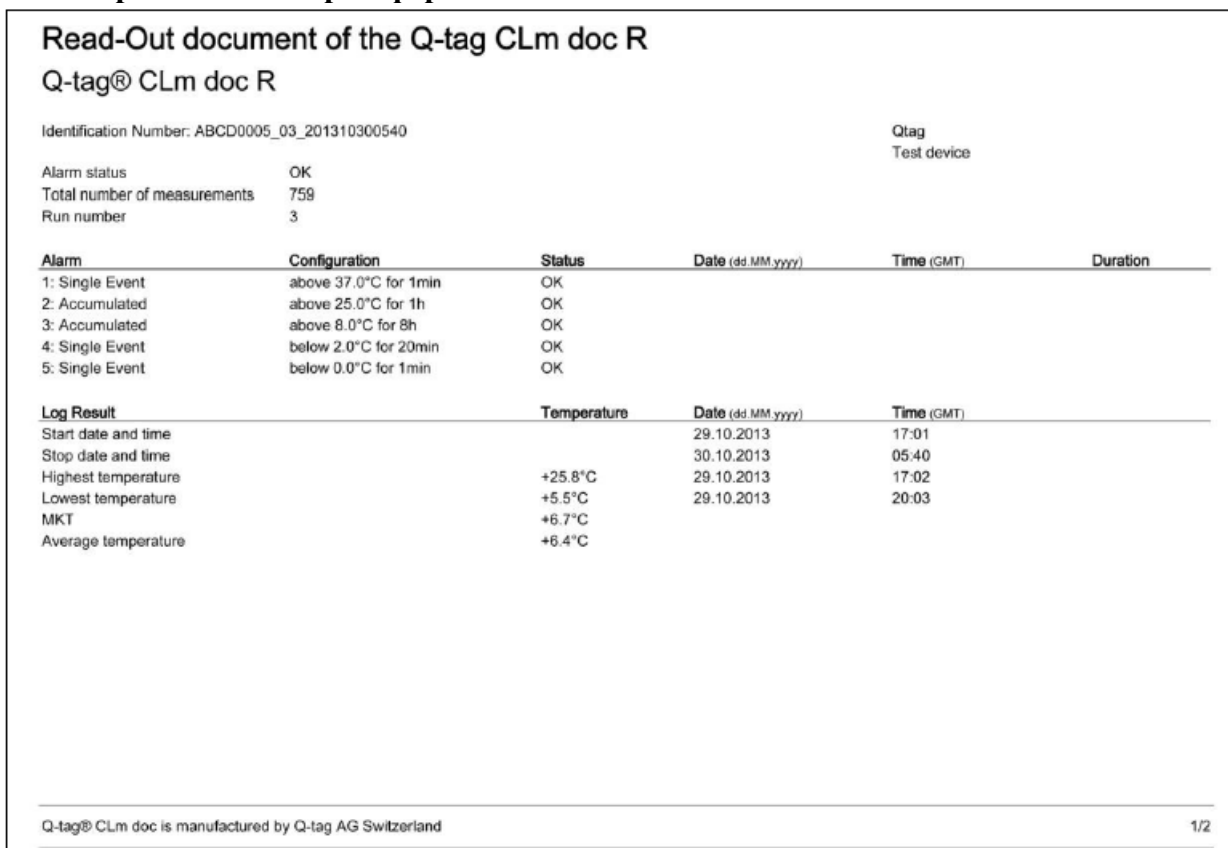 Read-Out document of the Q-tag CLm doc R
Q-tag® CLm doc R
Identification Number: ABCD0005_03_201310300540 Qtag
Test device
Alarm status OK
Total number of measurements 759
Run number 3
Alarm Configuration Status Date (dd.MM.yyyy) Time (GMT) Duration
1: Single Event above 37.0°C for 1min OK
2: Accumulated above 25.0°C for 1h OK
3: Accumulated above 8.0°C for 8h OK
4: Single Event below 2.0°C for 20min OK
5: Single Event below 0.0°C for 1min OK
Log Result Temperature Date (dd.MM.yyyy) Time (GMT)
Start date and time 29.10.2013 17:01
Stop date and time 30.10.2013 05:40
Highest temperature +25.8°C 29.10.2013 17:02
Lowest temperature +5.5°C 29.10.2013 20:03
MKT +6.7°C
Average temperature +6.4°C
Q-tag® CLm doc is manufactured by Q-tag AG Switzerland 1/2